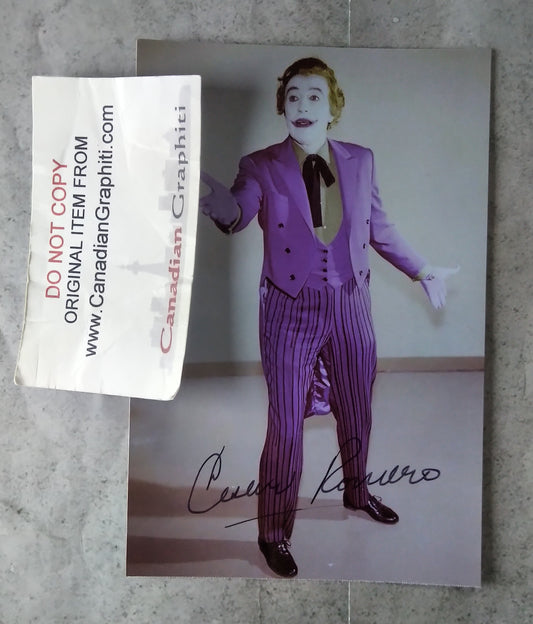 DO NOT COPY
ORIGINAL ITEM FROM
www.CanadianGraphiti.com
Canadian Graphiti
Cesar Romero